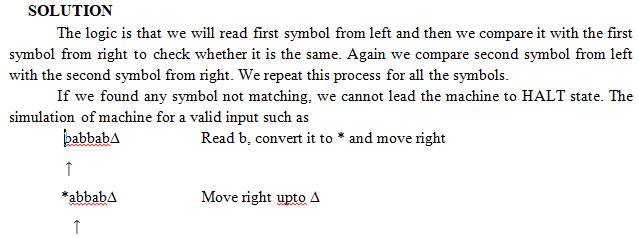 SOLUTION
The logic is that we will read first symbol from left and then we compare it with the first
symbol from right to check whether it is the same. Again we compare second symbol from left
with the second symbol from right. We repeat this process for all the symbols.
If we found any symbol not matching, we cannot lead the machine to HALT state. The
simulation of machine for a valid input such as
babbabΔ Read b, convert it to * and move right
↑
*abbabΔ Move right upto Δ
↑